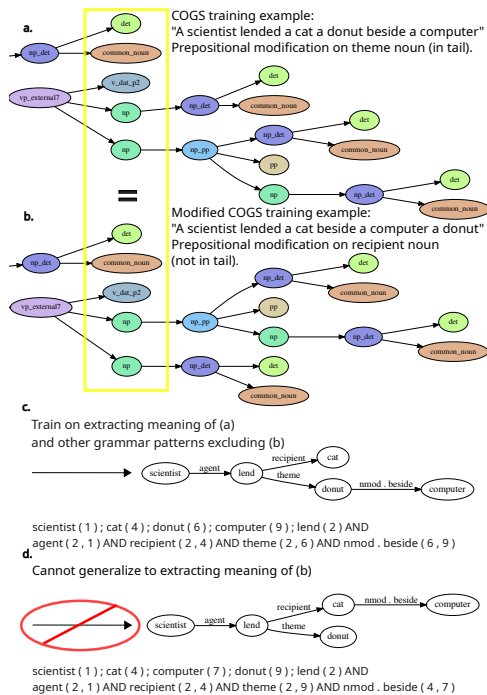 a.
COGS training example:
"A scientist lended a cat a donut beside a computer"
Prepositional modification on theme noun (in tail).
det
np_det
common_noun
v_dat_p2
vp_external7
np
np_det
det
common_noun
np
np_pp
np_det
det
common_noun
pp
np
np_det
det
common_noun
=
b.
Modified COGS training example:
"A scientist lended a cat beside a computer a donut"
Prepositional modification on recipient noun
(not in tail).
det
np_det
common_noun
v_dat_p2
vp_external7
np
np_pp
np_det
det
common_noun
pp
np
np_det
det
common_noun
np
np_det
det
common_noun
c.
Train on extracting meaning of (a)
and other grammar patterns excluding (b)
scientist
agent
lend
recipient
cat
theme
donut
nmod . beside
computer
scientist ( 1 ) ; cat ( 4 ) ; donut ( 6 ) ; computer ( 9 ) ; lend ( 2 ) AND
agent ( 2 , 1 ) AND recipient ( 2 , 4 ) AND theme ( 2 , 6 ) AND nmod . beside ( 6 , 9 )
d.
Cannot generalize to extracting meaning of (b)
scientist
agent
lend
recipient
cat
nmod . beside
computer
theme
donut
scientist ( 1 ) ; cat ( 4 ) ; computer ( 7 ) ; donut ( 9 ) ; lend ( 2 ) AND
agent ( 2 , 1 ) AND recipient ( 2 , 4 ) AND theme ( 2 , 9 ) AND nmod . beside ( 4 , 7 )